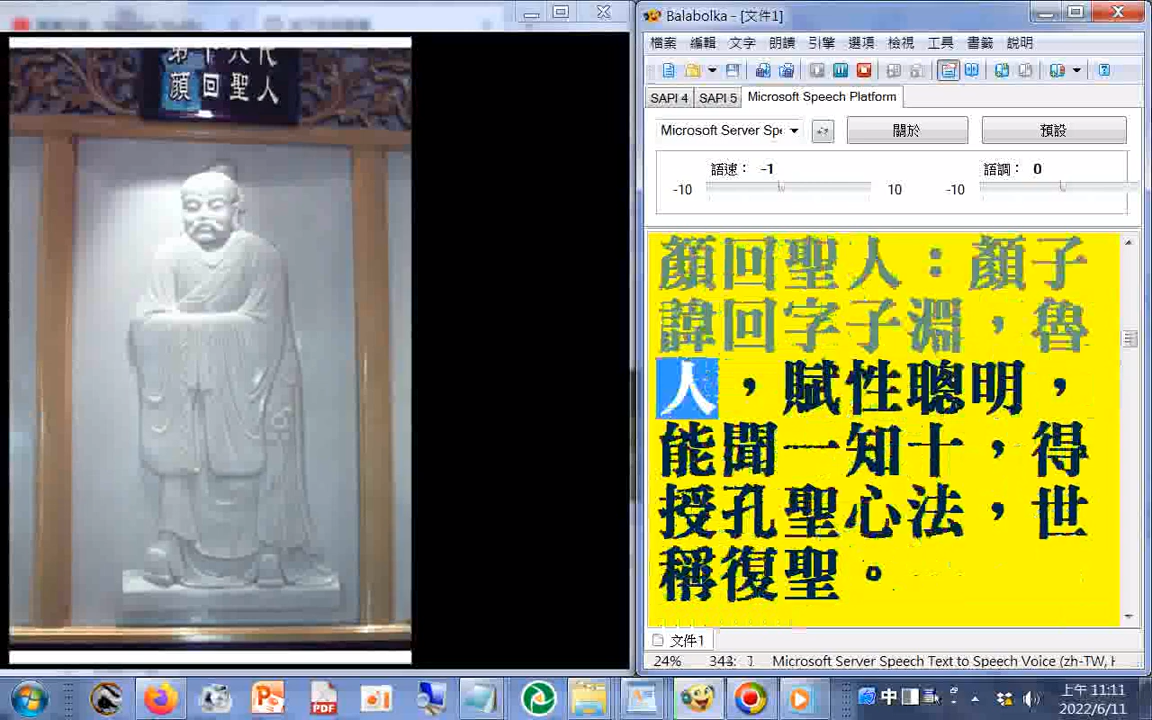 顏回聖人
Balabolka - [文件1]
檔案 編輯 文字 朗讀 引擎 選項 檢視 工具 書籤 說明
SAPI 4 SAPI 5 Microsoft Speech Platform
Microsoft Server Spe 關於 預設
語速： -1 語調： 0
-10 10 -10
顏回聖人：顏子
諱回字子淵，魯
人，賦性聰明，
能聞一知十，得
授孔聖心法，世
稱復聖。
文件1
24% Microsoft Server Speech Text to Speech Voice (zh-TW, H
PDF 中 上午 11:11
2022/6/11